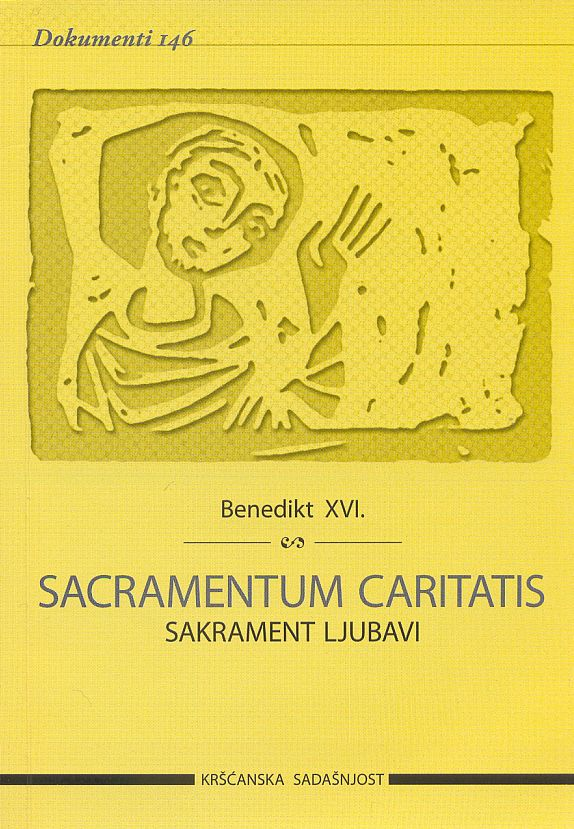 Dokumenti 146
Benedikt XVI.
SACRAMENTUM CARITATIS
SAKRAMENT LJUBAVI
KRŠĆANSKA SADAŠNJOST